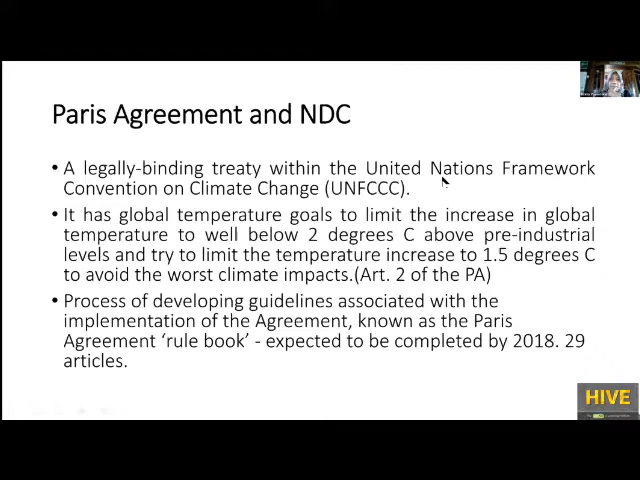 Paris Agreement and NDC
• A legally-binding treaty within the United Nations Framework
Convention on Climate Change (UNFCCC).
• It has global temperature goals to limit the increase in global
temperature to well below 2 degrees C above pre-industrial
levels and try to limit the temperature increase to 1.5 degrees C
to avoid the worst climate impacts.(Art. 2 of the PA)
• Process of developing guidelines associated with the
implementation of the Agreement, known as the Paris
Agreement ‘rule book’ - expected to be completed by 2018. 29
articles.
HIVE